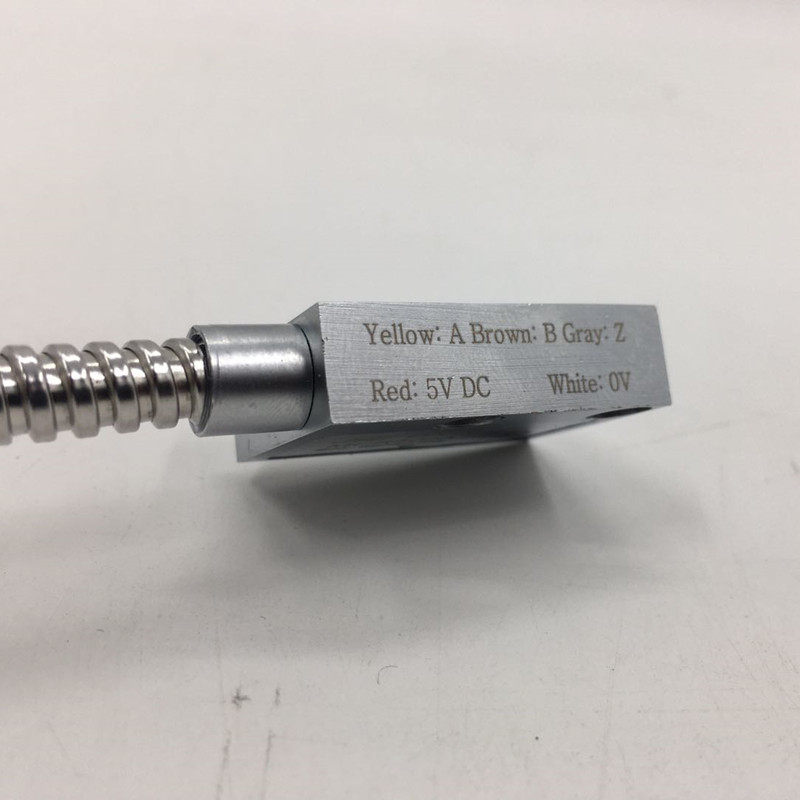 Yellow: A Brown: B Gray: Z
Red: 5V DC White: 0V